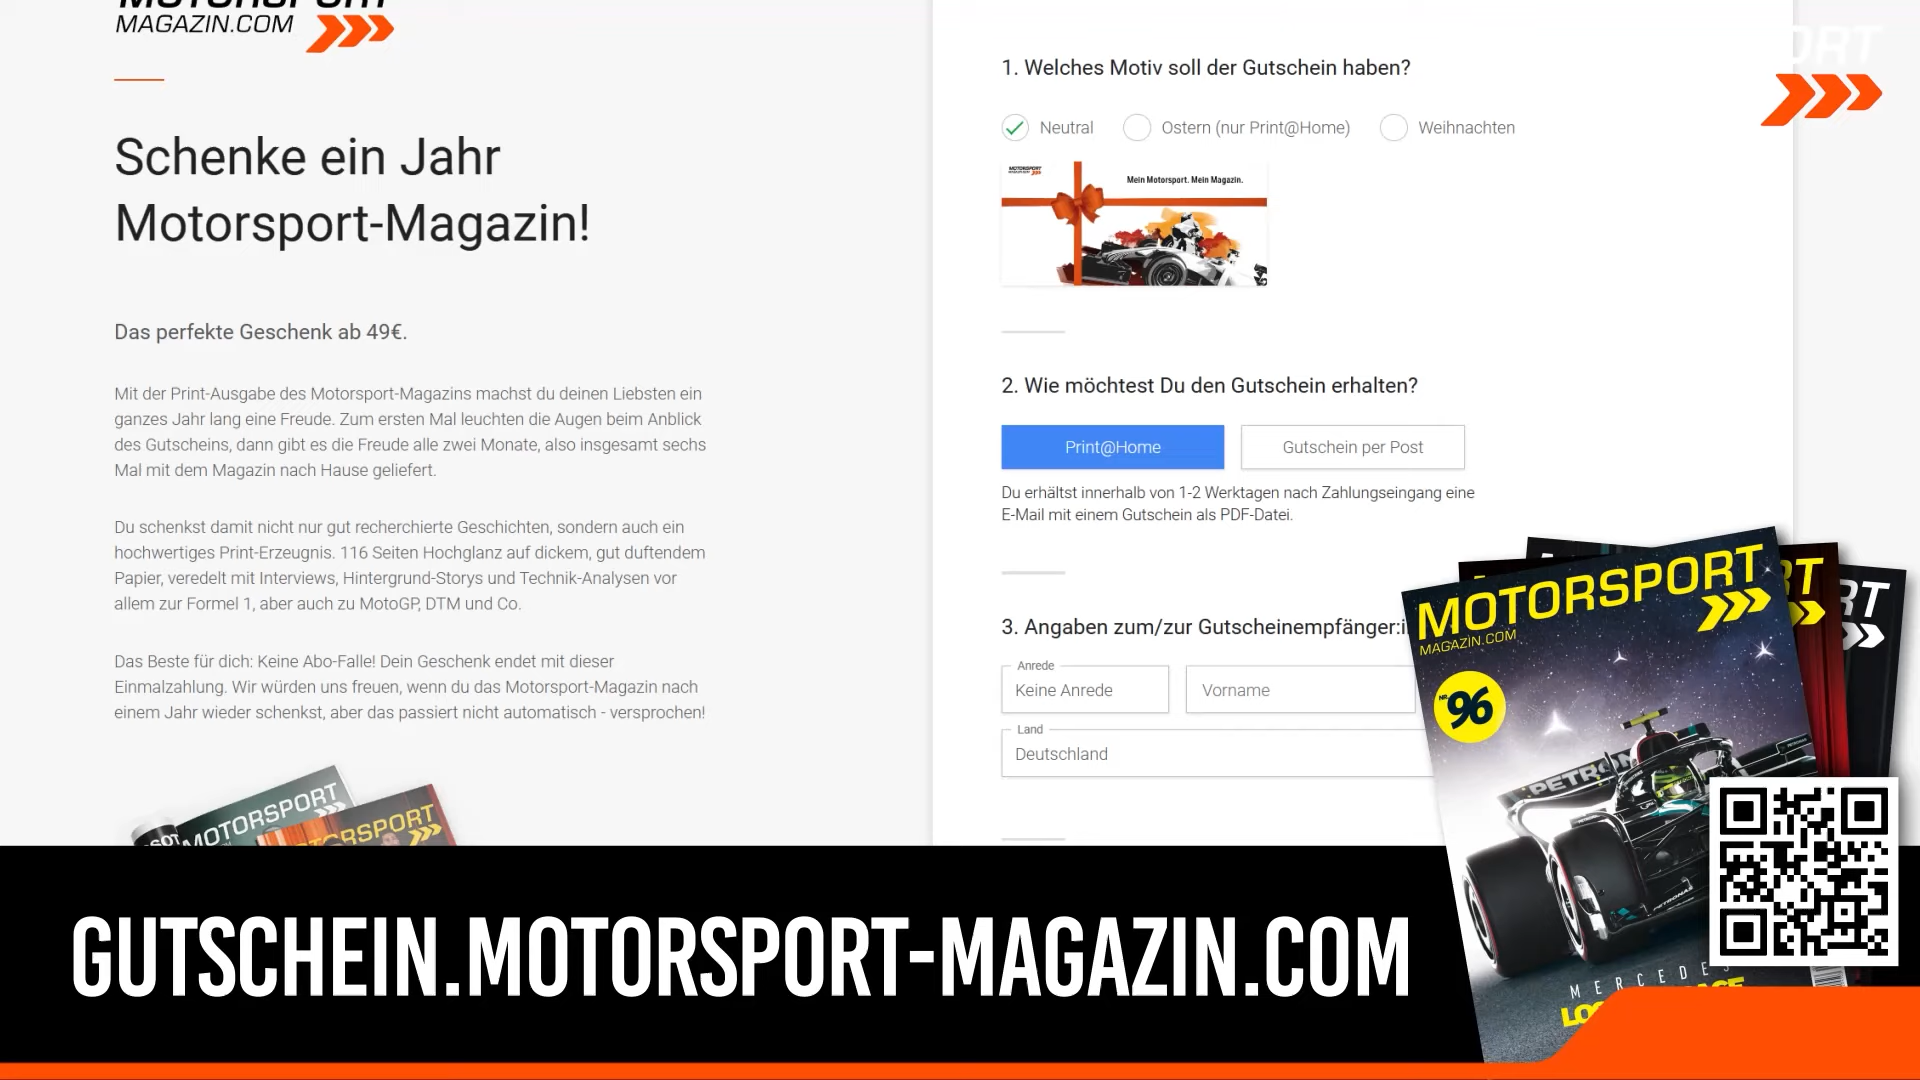 MOTORSPORT
MAGAZIN.COM
Schenke ein Jahr
Motorsport-Magazin!
Das perfekte Geschenk ab 49€.
Mit der Print-Ausgabe des Motorsport-Magazins machst du deinen Liebsten ein
ganzes Jahr lang eine Freude. Zum ersten Mal leuchten die Augen beim Anblick
des Gutscheins, dann gibt es die Freude alle zwei Monate, also insgesamt sechs
Mal mit dem Magazin nach Hause geliefert.
Du schenkst damit nicht nur gut recherchierte Geschichten, sondern auch ein
hochwertiges Print-Erzeugnis. 116 Seiten Hochglanz auf dickem, gut duftendem
Papier, veredelt mit Interviews, Hintergrund-Storys und Technik-Analysen vor
allem zur Formel 1, aber auch zu MotoGP, DTM und Co.
Das Beste für dich: Keine Abo-Falle! Dein Geschenk endet mit dieser
Einmalzahlung. Wir würden uns freuen, wenn du das Motorsport-Magazin nach
einem Jahr wieder schenkst, aber das passiert nicht automatisch - versprochen!
MOTORSPORT
ORSPORT
1. Welches Motiv soll der Gutschein haben?
Neutral
Ostern (nur Print@Home)
Weihnachten
MOTORSPORT
Mein Motorsport. Mein Magazin.
2. Wie möchtest Du den Gutschein erhalten?
Print@Home
Gutschein per Post
Du erhältst innerhalb von 1-2 Werktagen nach Zahlungseingang eine
E-Mail mit einem Gutschein als PDF-Datei.
3. Angaben zum/zur Gutscheinempfänger:i
Anrede
Keine Anrede
Vorname
Land
Deutschland
ORT
MOTORSPORT
MAGAZIN.COM
RT
RT
NR.
96
PETRON
PETRONAS
MERCEDES
GUTSCHEIN.MOTORSPORT-MAGAZIN.COM